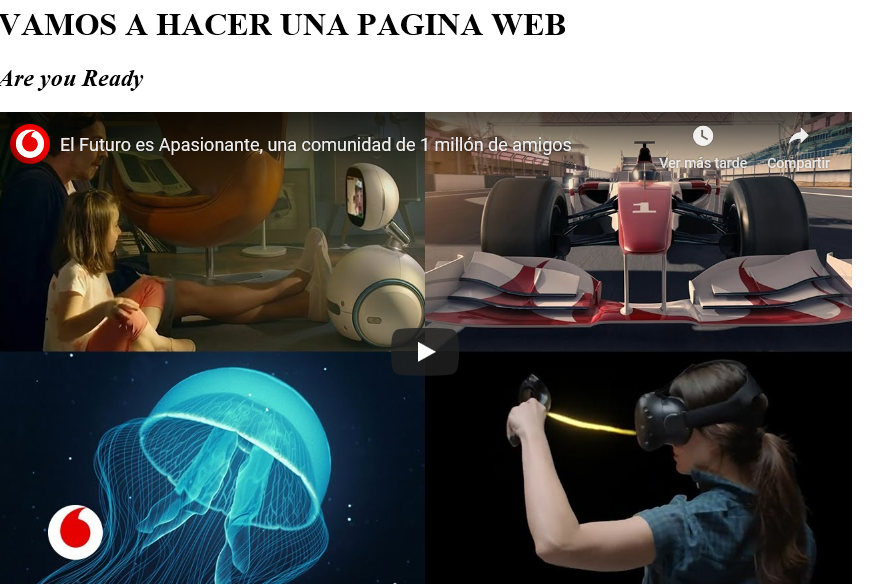 VAMOS A HACER UNA PAGINA WEB
Are you Ready
El Futuro es Apasionante, una comunidad de 1 millón de amigos
Ver más tarde
Compartir
1